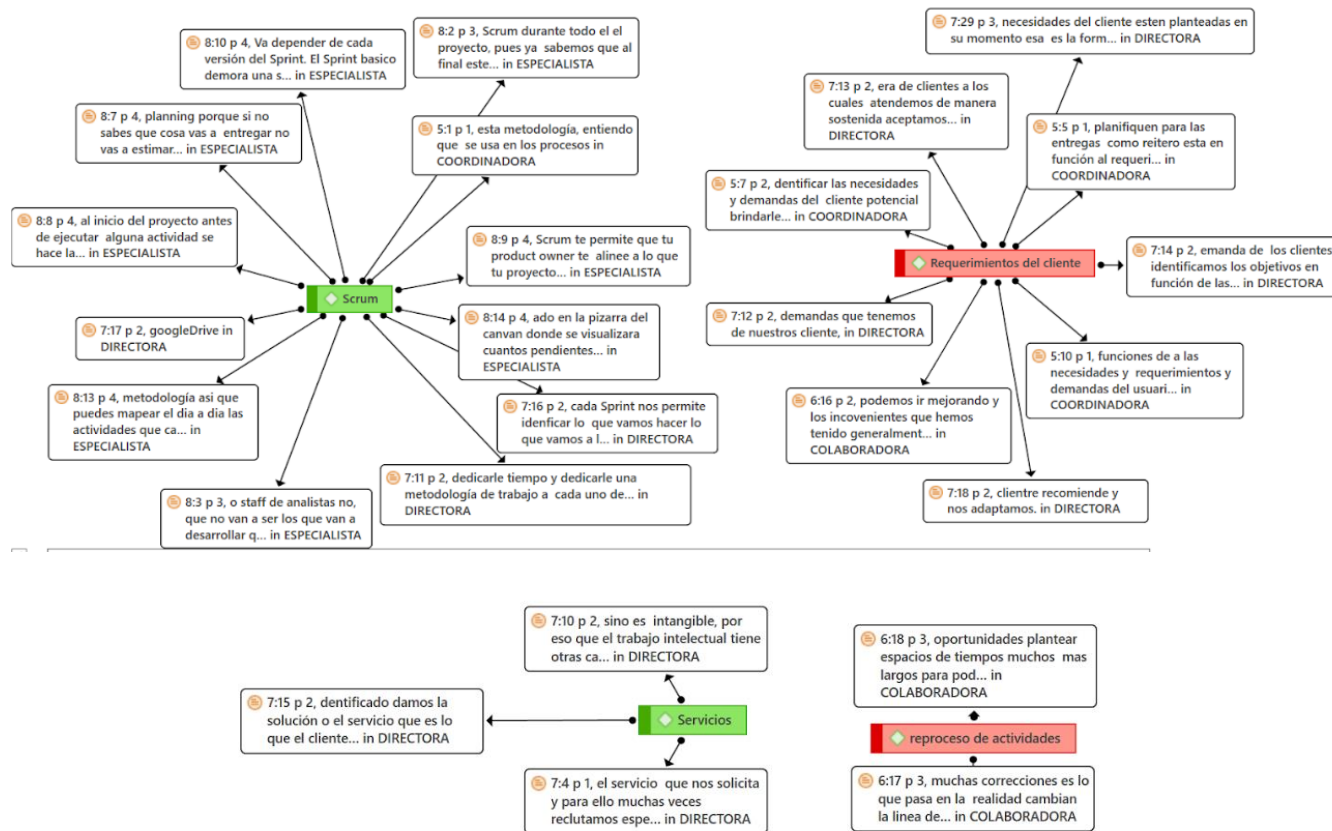 8:10 p 4, Va depender de cada
versión del Sprint. El Sprint basico
demora una s... in ESPECIALISTA
8:2 p 3, Scrum durante todo el el
proyecto, pues ya sabemos que al
final este... in ESPECIALISTA
8:7 p 4, planning porque si no
sabes que cosa vas a entregar no
vas a estimar... in ESPECIALISTA
5:1 p 1, esta metodología, entiendo
que se usa en los procesos in
COORDINADORA
8:8 p 4, al inicio del proyecto antes
de ejecutar alguna actividad se
hace la... in ESPECIALISTA
8:9 p 4, Scrum te permite que tu
product owner te alinee a lo que
tu proyecto... in ESPECIALISTA
Scrum
7:17 p 2, googleDrive in
DIRECTORA
8:14 p 4, ado en la pizarra del
canvan donde se visualizara
cuantos pendientes... in
ESPECIALISTA
8:13 p 4, metodología asi que
puedes mapear el dia a dia las
actividades que ca... in
ESPECIALISTA
7:16 p 2, cada Sprint nos permite
idenficar lo que vamos hacer lo
que vamos a l... in DIRECTORA
7:11 p 2, dedicarle tiempo y dedicarle una
metodología de trabajo a cada uno de... in
DIRECTORA
8:3 p 3, o staff de analistas no,
que no van a ser los que van a
desarrollar q... in ESPECIALISTA
7:29 p 3, necesidades del cliente esten planteadas en
su momento esa es la form... in DIRECTORA
7:13 p 2, era de clientes a los
cuales atendemos de manera
sostenida aceptamos... in
DIRECTORA
5:5 p 1, planifiquen para las
entregas como reitero esta en
función al requeri... in
COORDINADORA
5:7 p 2, dentificar las necesidades
y demandas del cliente potencial
brindarle... in COORDINADORA
Requerimientos del cliente
7:14 p 2, emanda de los clientes
identificamos los objetivos en
función de las... in DIRECTORA
7:12 p 2, demandas que tenemos
de nuestros cliente, in DIRECTORA
5:10 p 1, funciones de a las
necesidades y requerimientos y
demandas del usuari... in
COORDINADORA
6:16 p 2, podemos ir mejorando y
los incovenientes que hemos
tenido generalment... in
COLABORADORA
7:18 p 2, clientre recomiende y
nos adaptamos. in DIRECTORA
7:10 p 2, sino es intangible, por
eso que el trabajo intelectual tiene
otras ca... in DIRECTORA
7:15 p 2, dentificado damos la
solución o el servicio que es lo
que el cliente... in DIRECTORA
Servicios
7:4 p 1, el servicio que nos solicita
y para ello muchas veces
reclutamos espe... in DIRECTORA
6:18 p 3, oportunidades plantear
espacios de tiempos muchos mas
largos para pod... in
COLABORADORA
reproceso de actividades
6:17 p 3, muchas correcciones es lo
que pasa en la realidad cambian
la linea de... in COLABORADORA